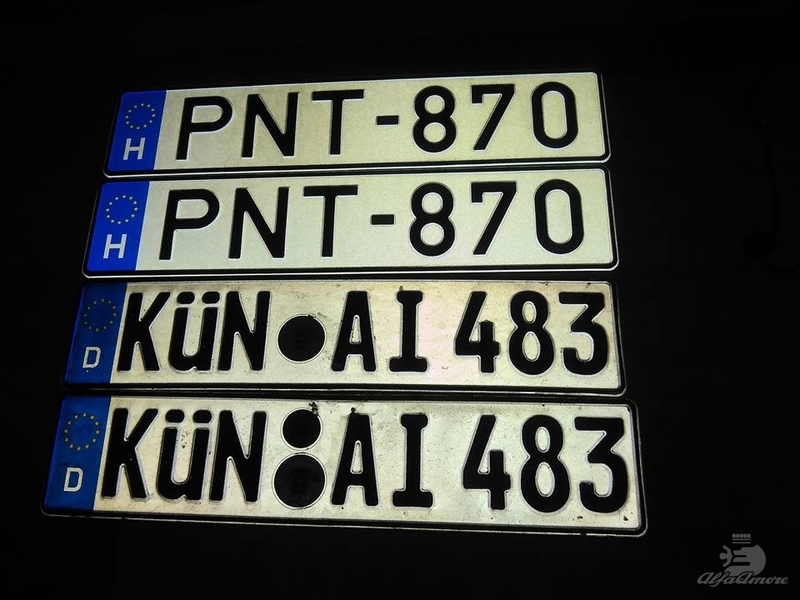 H PNT-870
H PNT-870
D KÜN AI 483
D KÜN AI 483
AlfaAmore